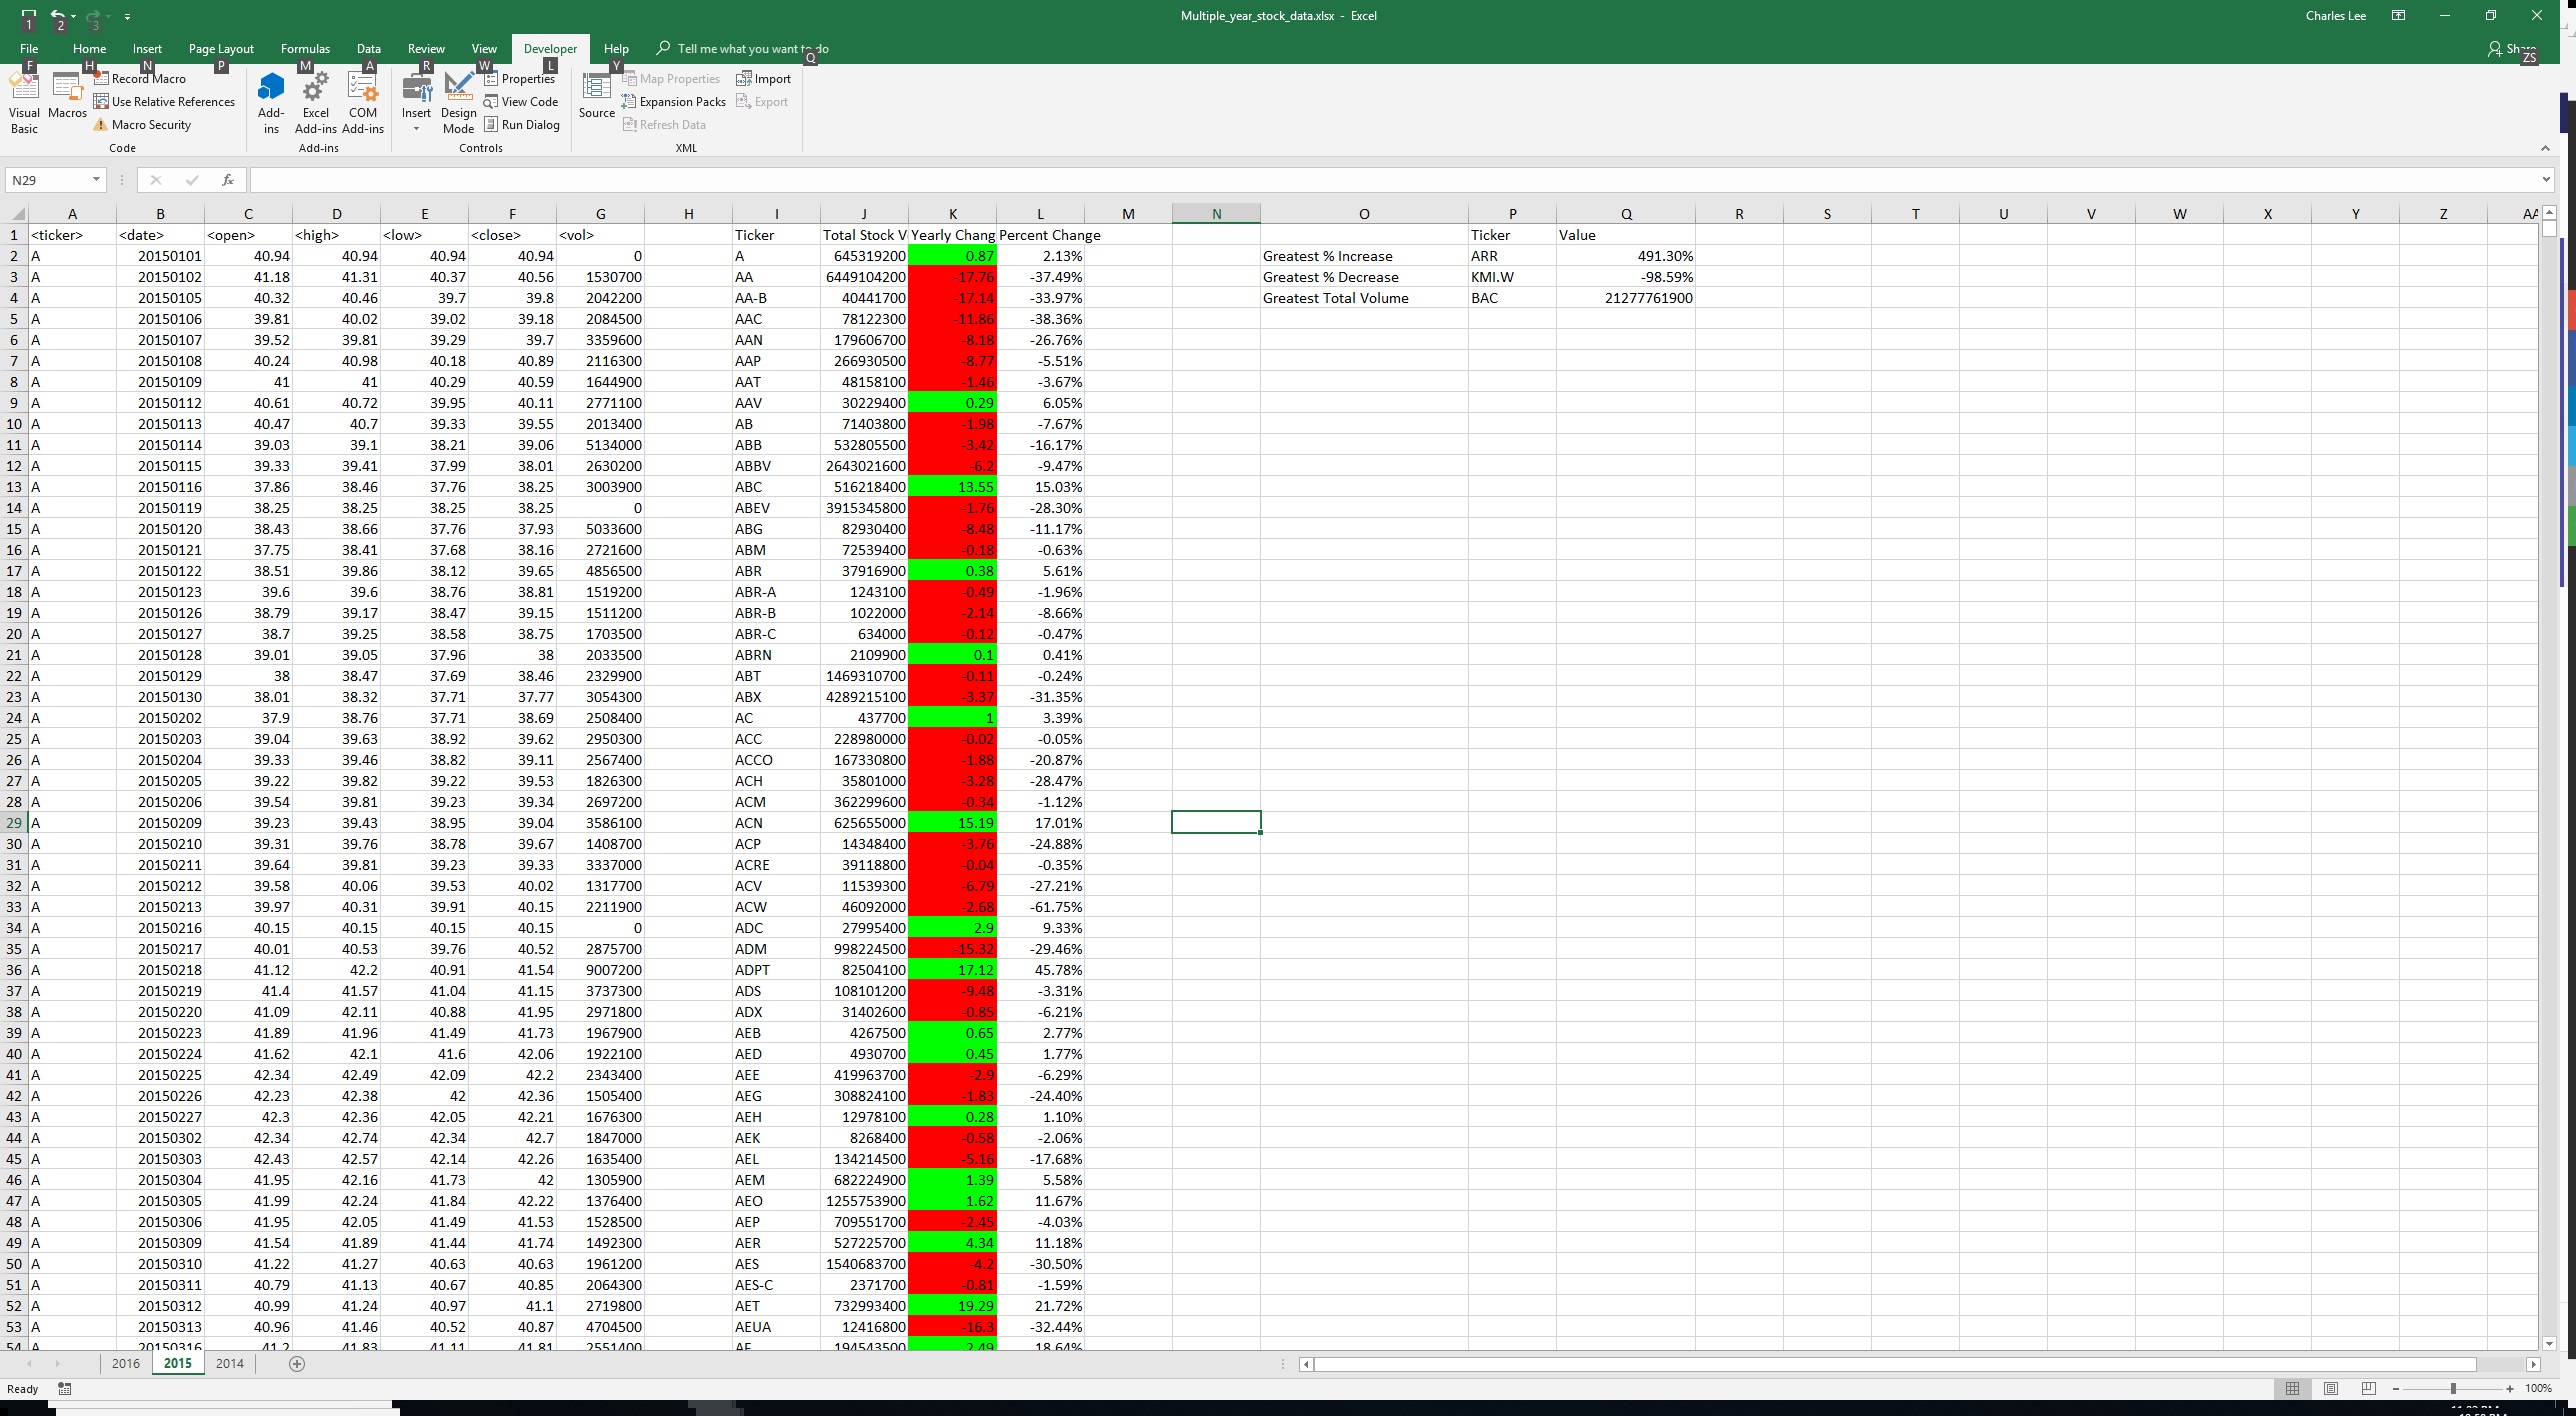 Multiple_year_stock_data.xlsx - Excel
Charles Lee
1 2 3
File Home Insert Page Layout Formulas Data Review View Developer Help Tell me what you want to do Share
F H N P M A R W L Y Q ZS
Visual Basic Macros Record Macro Use Relative References Macro Security Code
Add-ins Excel Add-ins COM Add-ins Add-ins
Insert Design Mode Properties View Code Run Dialog Controls
Source Map Properties Expansion Packs Refresh Data Import Export XML
N29 fx
A B C D E F G H I J K L M N O P Q R S T U V W X Y Z AA
1 <ticker> <date> <open> <high> <low> <close> <vol> Ticker Total Stock V Yearly Chang Percent Change Ticker Value
2 A 20150101 40.94 40.94 40.94 40.94 0 A 645319200 0.87 2.13% Greatest % Increase ARR 491.30%
3 A 20150102 41.18 41.31 40.37 40.56 1530700 AA 6449104200 -17.76 -37.49% Greatest % Decrease KMI.W -98.59%
4 A 20150105 40.32 40.46 39.7 39.8 2042200 AA-B 40441700 -17.14 -33.97% Greatest Total Volume BAC 21277761900
5 A 20150106 39.81 40.02 39.02 39.18 2084500 AAC 78122300 -11.86 -38.36%
6 A 20150107 39.52 39.81 39.29 39.7 3359600 AAN 179606700 -8.18 -26.76%
7 A 20150108 40.24 40.98 40.18 40.89 2116300 AAP 266930500 -8.77 -5.51%
8 A 20150109 41 41 40.29 40.59 1644900 AAT 48158100 -1.46 -3.67%
9 A 20150112 40.61 40.72 39.95 40.11 2771100 AAV 30229400 0.29 6.05%
10 A 20150113 40.47 40.7 39.33 39.55 2013400 AB 71403800 -1.98 -7.67%
11 A 20150114 39.03 39.1 38.21 39.06 5134000 ABB 532805500 -3.42 -16.17%
12 A 20150115 39.33 39.41 37.99 38.01 2630200 ABBV 2643021600 -6.2 -9.47%
13 A 20150116 37.86 38.46 37.76 38.25 3003900 ABC 516218400 13.55 15.03%
14 A 20150119 38.25 38.25 38.25 38.25 0 ABEV 3915345800 -1.76 -28.30%
15 A 20150120 38.43 38.66 37.76 37.93 5033600 ABG 82930400 -8.48 -11.17%
16 A 20150121 37.75 38.41 37.68 38.16 2721600 ABM 72539400 -0.18 -0.63%
17 A 20150122 38.51 39.86 38.12 39.65 4856500 ABR 37916900 0.38 5.61%
18 A 20150123 39.6 39.6 38.76 38.81 1519200 ABR-A 1243100 -0.49 -1.96%
19 A 20150126 38.79 39.17 38.47 39.15 1511200 ABR-B 1022000 -2.14 -8.66%
20 A 20150127 38.7 39.25 38.58 38.75 1703500 ABR-C 634000 -0.12 -0.47%
21 A 20150128 39.01 39.05 37.96 38 2033500 ABRN 2109900 0.1 0.41%
22 A 20150129 38 38.47 37.69 38.46 2329900 ABT 1469310700 -0.11 -0.24%
23 A 20150130 38.01 38.32 37.71 37.77 3054300 ABX 4289215100 -3.37 -31.35%
24 A 20150202 37.9 38.76 37.71 38.69 2508400 AC 437700 1 3.39%
25 A 20150203 39.04 39.63 38.92 39.62 2950300 ACC 228980000 -0.02 -0.05%
26 A 20150204 39.33 39.46 38.82 39.11 2567400 ACCO 167330800 -1.88 -20.87%
27 A 20150205 39.22 39.82 39.22 39.53 1826300 ACH 35801000 -3.28 -28.47%
28 A 20150206 39.54 39.81 39.23 39.34 2697200 ACM 362299600 -0.34 -1.12%
29 A 20150209 39.23 39.43 38.95 39.04 3586100 ACN 625655000 15.19 17.01%
30 A 20150210 39.31 39.76 38.78 39.67 1408700 ACP 14348400 -3.76 -24.88%
31 A 20150211 39.64 39.81 39.23 39.33 3337000 ACRE 39118800 -0.04 -0.35%
32 A 20150212 39.58 40.06 39.53 40.02 1317700 ACV 11539300 -6.79 -27.21%
33 A 20150213 39.97 40.31 39.91 40.15 2211900 ACW 46092000 -2.68 -61.75%
34 A 20150216 40.15 40.15 40.15 40.15 0 ADC 27995400 2.9 9.33%
35 A 20150217 40.01 40.53 39.76 40.52 2875700 ADM 998224500 -15.32 -29.46%
36 A 20150218 41.12 42.2 40.91 41.54 9007200 ADPT 82504100 17.12 45.78%
37 A 20150219 41.4 41.57 41.04 41.15 3737300 ADS 108101200 -9.48 -3.31%
38 A 20150220 41.09 42.11 40.88 41.95 2971800 ADX 31402600 -0.85 -6.21%
39 A 20150223 41.89 41.96 41.49 41.73 1967900 AEB 4267500 0.65 2.77%
40 A 20150224 41.62 42.1 41.6 42.06 1922100 AED 4930700 0.45 1.77%
41 A 20150225 42.34 42.49 42.09 42.2 2343400 AEE 419963700 -2.9 -6.29%
42 A 20150226 42.23 42.38 42 42.36 1505400 AEG 308824100 -1.83 -24.40%
43 A 20150227 42.3 42.36 42.05 42.21 1676300 AEH 12978100 0.28 1.10%
44 A 20150302 42.34 42.74 42.34 42.7 1847000 AEK 8268400 -0.58 -2.06%
45 A 20150303 42.43 42.57 42.14 42.26 1635400 AEL 134214500 -5.16 -17.68%
46 A 20150304 41.95 42.16 41.73 42 1305900 AEM 682224900 1.39 5.58%
47 A 20150305 41.99 42.24 41.84 42.22 1376400 AEO 1255753900 1.62 11.67%
48 A 20150306 41.95 42.05 41.49 41.53 1528500 AEP 709551700 -2.45 -4.03%
49 A 20150309 41.54 41.89 41.44 41.74 1492300 AER 527225700 4.34 11.18%
50 A 20150310 41.22 41.27 40.63 40.63 1961200 AES 1540683700 -4.2 -30.50%
51 A 20150311 40.79 41.13 40.67 40.85 2064300 AES-C 2371700 -0.81 -1.59%
52 A 20150312 40.99 41.24 40.97 41.1 2719800 AET 732993400 19.29 21.72%
53 A 20150313 40.96 41.46 40.52 40.87 4704500 AEUA 12416800 -16.3 -32.44%
54 A 20150316 41.2 41.83 41.11 41.81 2551400 AF 194543500 2.49 18.64%
2016 2015 2014
Ready 100%